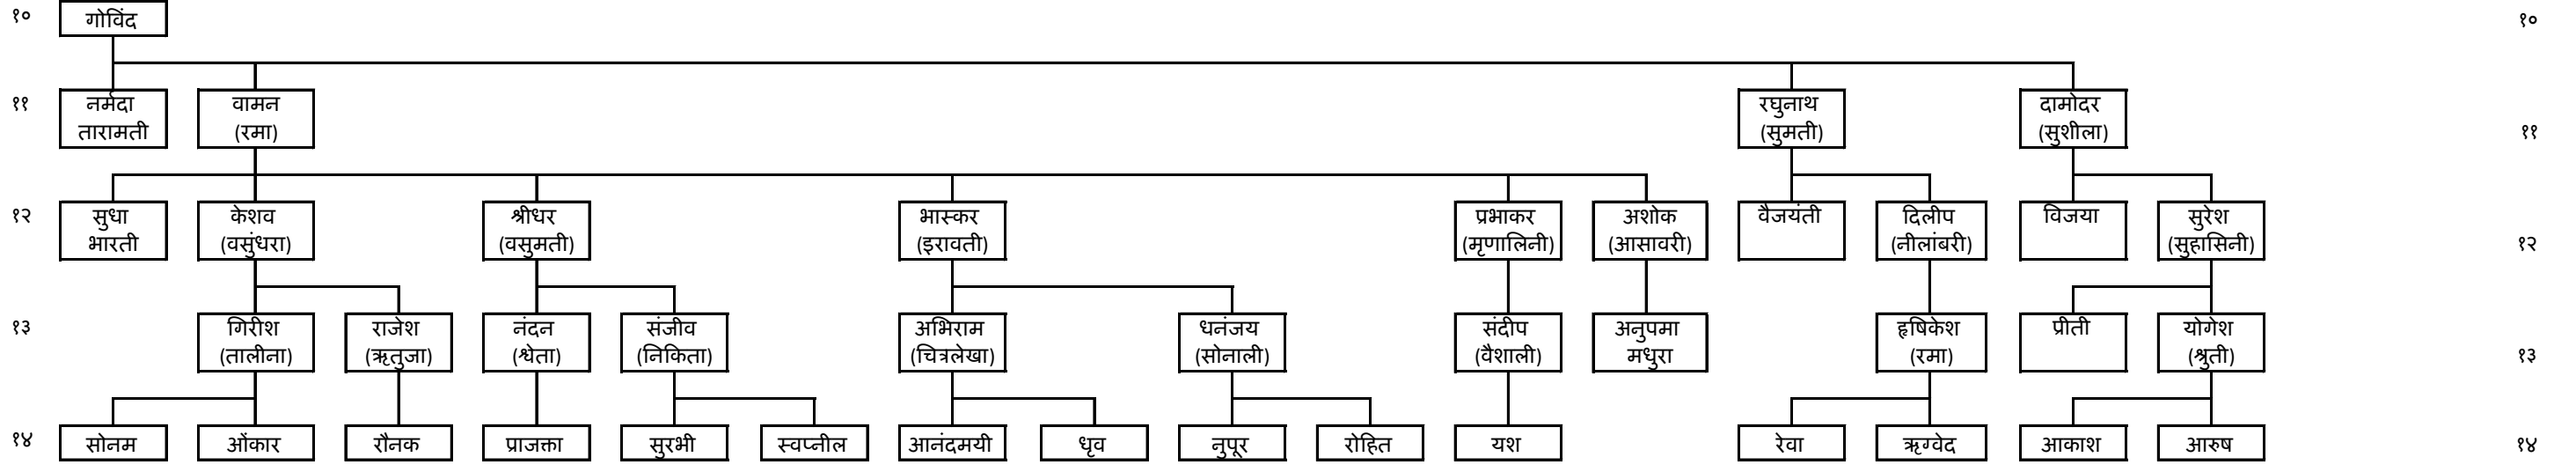 १० गोविंद १०
११ नर्मदा वामन रघुनाथ दामोदर
तारामती (रमा) (सुमती) (सुशीला) ११
१२ सुधा केशव श्रीधर भास्कर प्रभाकर अशोक वैजयंती दिलीप विजया सुरेश
भारती (वसुंधरा) (वसुमती) (इरावती) (मृणालिनी) (आसावरी) (नीलांबरी) (सुहासिनी) १२
१३ गिरीश राजेश नंदन संजीव अभिराम धनंजय संदीप अनुपमा हृषिकेश प्रीती योगेश
(तालीना) (ऋतुजा) (श्वेता) (निकिता) (चित्रलेखा) (सोनाली) (वैशाली) मधुरा (रमा) (श्रुती) १३
१४ सोनम ओंकार रौनक प्राजक्ता सुरभी स्वप्नील आनंदमयी धृव नुपूर रोहित यश रेवा ऋग्वेद आकाश आरुष १४